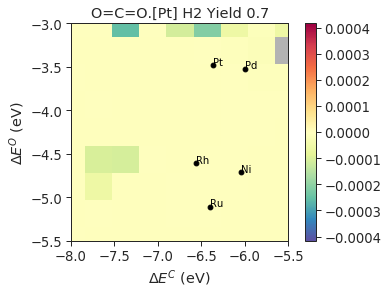 O=C=O.[Pt] H2 Yield 0.7
−3.0
−3.5
−4.0
−4.5
−5.0
−5.5
ΔE^O (eV)
Pt
Pd
Rh
Ni
Ru
−8.0 −7.5 −7.0 −6.5 −6.0 −5.5
ΔE^C (eV)
0.0004
0.0003
0.0002
0.0001
0.0000
−0.0001
−0.0002
−0.0003
−0.0004